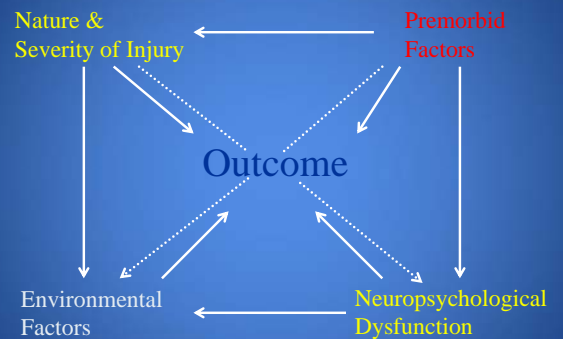 Nature &
Severity of Injury
Premorbid
Factors
Outcome
Environmental
Factors
Neuropsychological
Dysfunction